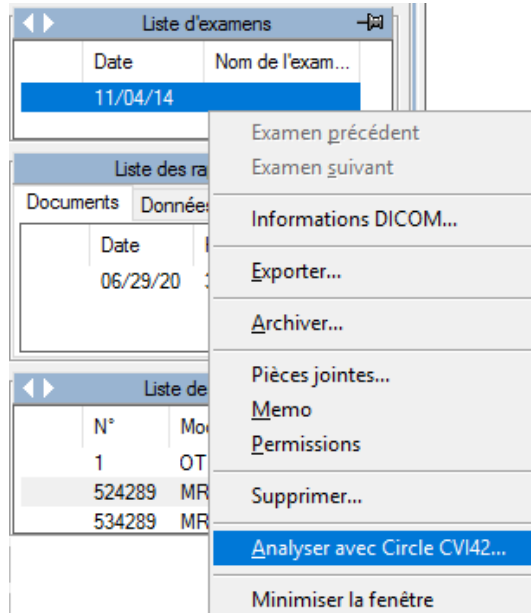 Liste d'examens
Date Nom de l'exam...
11/04/14
Examen précédent
Examen suivant
Informations DICOM...
Exporter...
Archiver...
Pièces jointes...
Memo
Permissions
Supprimer...
Analyser avec Circle CVI42...
Minimiser la fenêtre
Liste des ra
Documents Données
Date
06/29/20
Liste de
N° Mod
1 OT
524289 MR
534289 MR